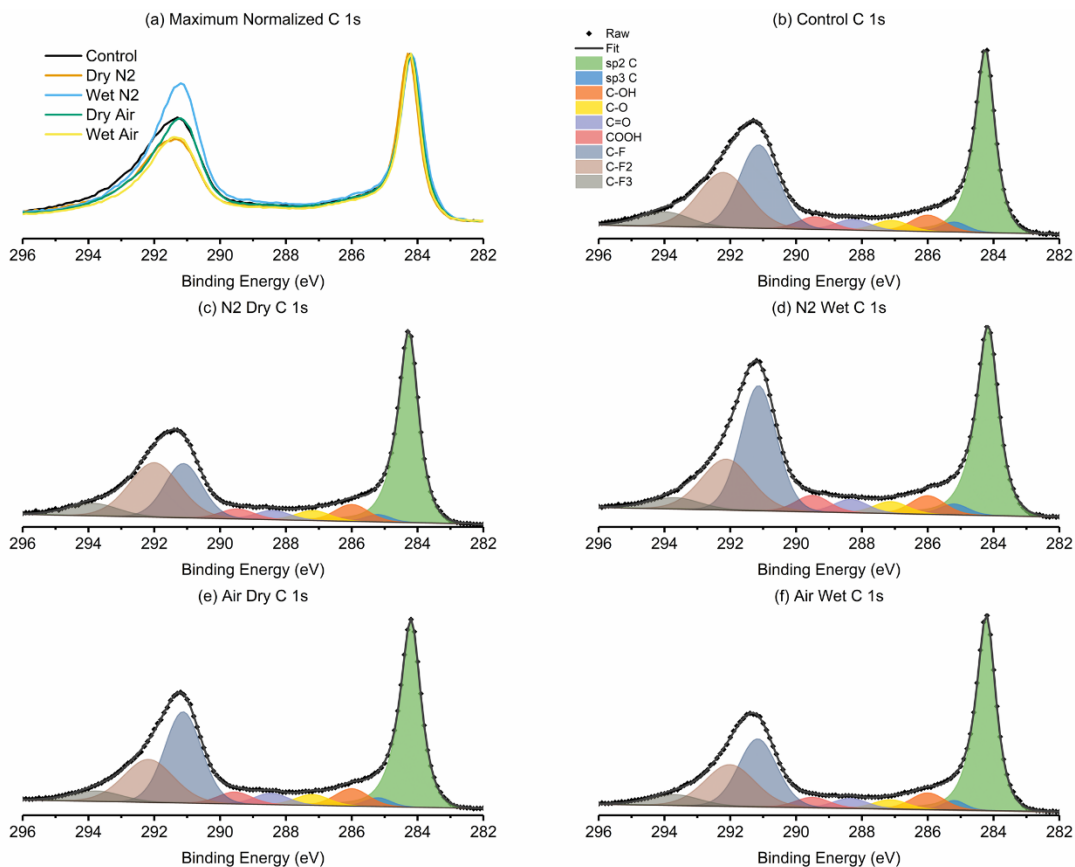 (a) Maximum Normalized C 1s
Control
Dry N2
Wet N2
Dry Air
Wet Air
296 294 292 290 288 286 284 282
Binding Energy (eV)
(b) Control C 1s
Raw
Fit
sp2 C
sp3 C
C-OH
C-O
C=O
COOH
C-F
C-F2
C-F3
296 294 292 290 288 286 284 282
Binding Energy (eV)
(c) N2 Dry C 1s
296 294 292 290 288 286 284 282
Binding Energy (eV)
(d) N2 Wet C 1s
296 294 292 290 288 286 284 282
Binding Energy (eV)
(e) Air Dry C 1s
296 294 292 290 288 286 284 282
Binding Energy (eV)
(f) Air Wet C 1s
296 294 292 290 288 286 284 282
Binding Energy (eV)